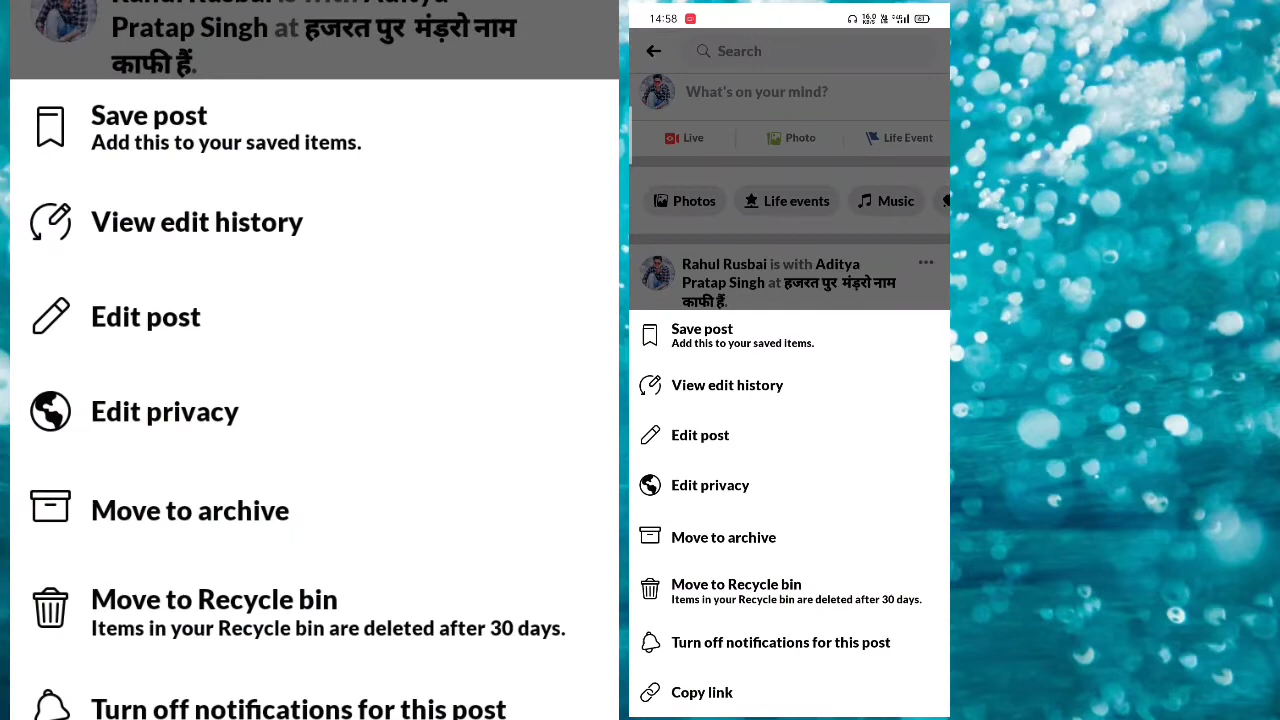 Pratap Singh at हजरत पुर मंड़रो नाम
काफी हैं.
Save post
Add this to your saved items.
View edit history
Edit post
Edit privacy
Move to archive
Move to Recycle bin
Items in your Recycle bin are deleted after 30 days.
Turn off notifications for this post
14:58
Search
What's on your mind?
Live
Photo
Life Event
Photos
Life events
Music
Rahul Rusbai is with Aditya
Pratap Singh at हजरत पुर मंड़रो नाम
काफी हैं.
Save post
Add this to your saved items.
View edit history
Edit post
Edit privacy
Move to archive
Move to Recycle bin
Items in your Recycle bin are deleted after 30 days.
Turn off notifications for this post
Copy link